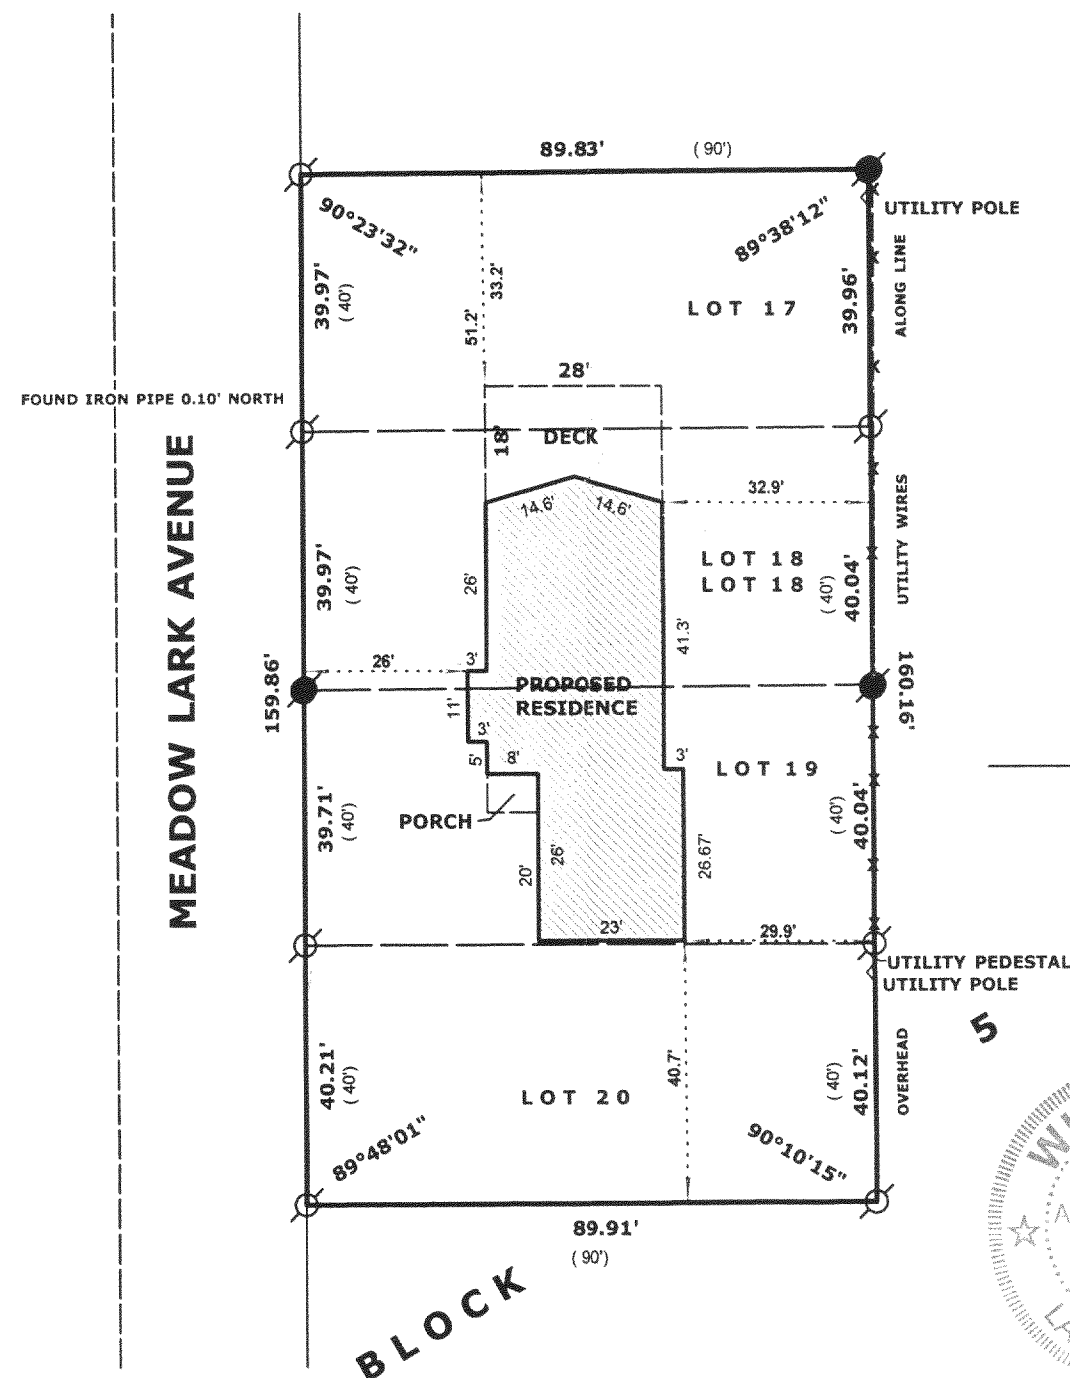 89.83'
( 90')
90°23'32"
89°38'12"
UTILITY POLE
39.97'
( 40')
33.2'
51.2'
39.96'
ALONG LINE
LOT 17
28'
FOUND IRON PIPE 0.10' NORTH
18'
DECK
MEADOW LARK AVENUE
14.6'
14.6'
32.9'
39.97'
( 40')
26'
LOT 18
LOT 18
( 40')
40.04'
UTILITY WIRES
41.3'
26'
3'
159.86'
11'
PROPOSED
RESIDENCE
160.16'
3'
5'
8'
3'
LOT 19
39.71'
( 40')
PORCH
( 40')
40.04'
20'
26'
26.67'
23'
29.9'
UTILITY PEDESTAL
UTILITY POLE
5
40.21'
( 40')
40.7'
( 40')
40.12'
OVERHEAD
LOT 20
89°48'01"
90°10'15"
89.91'
( 90')
BLOCK